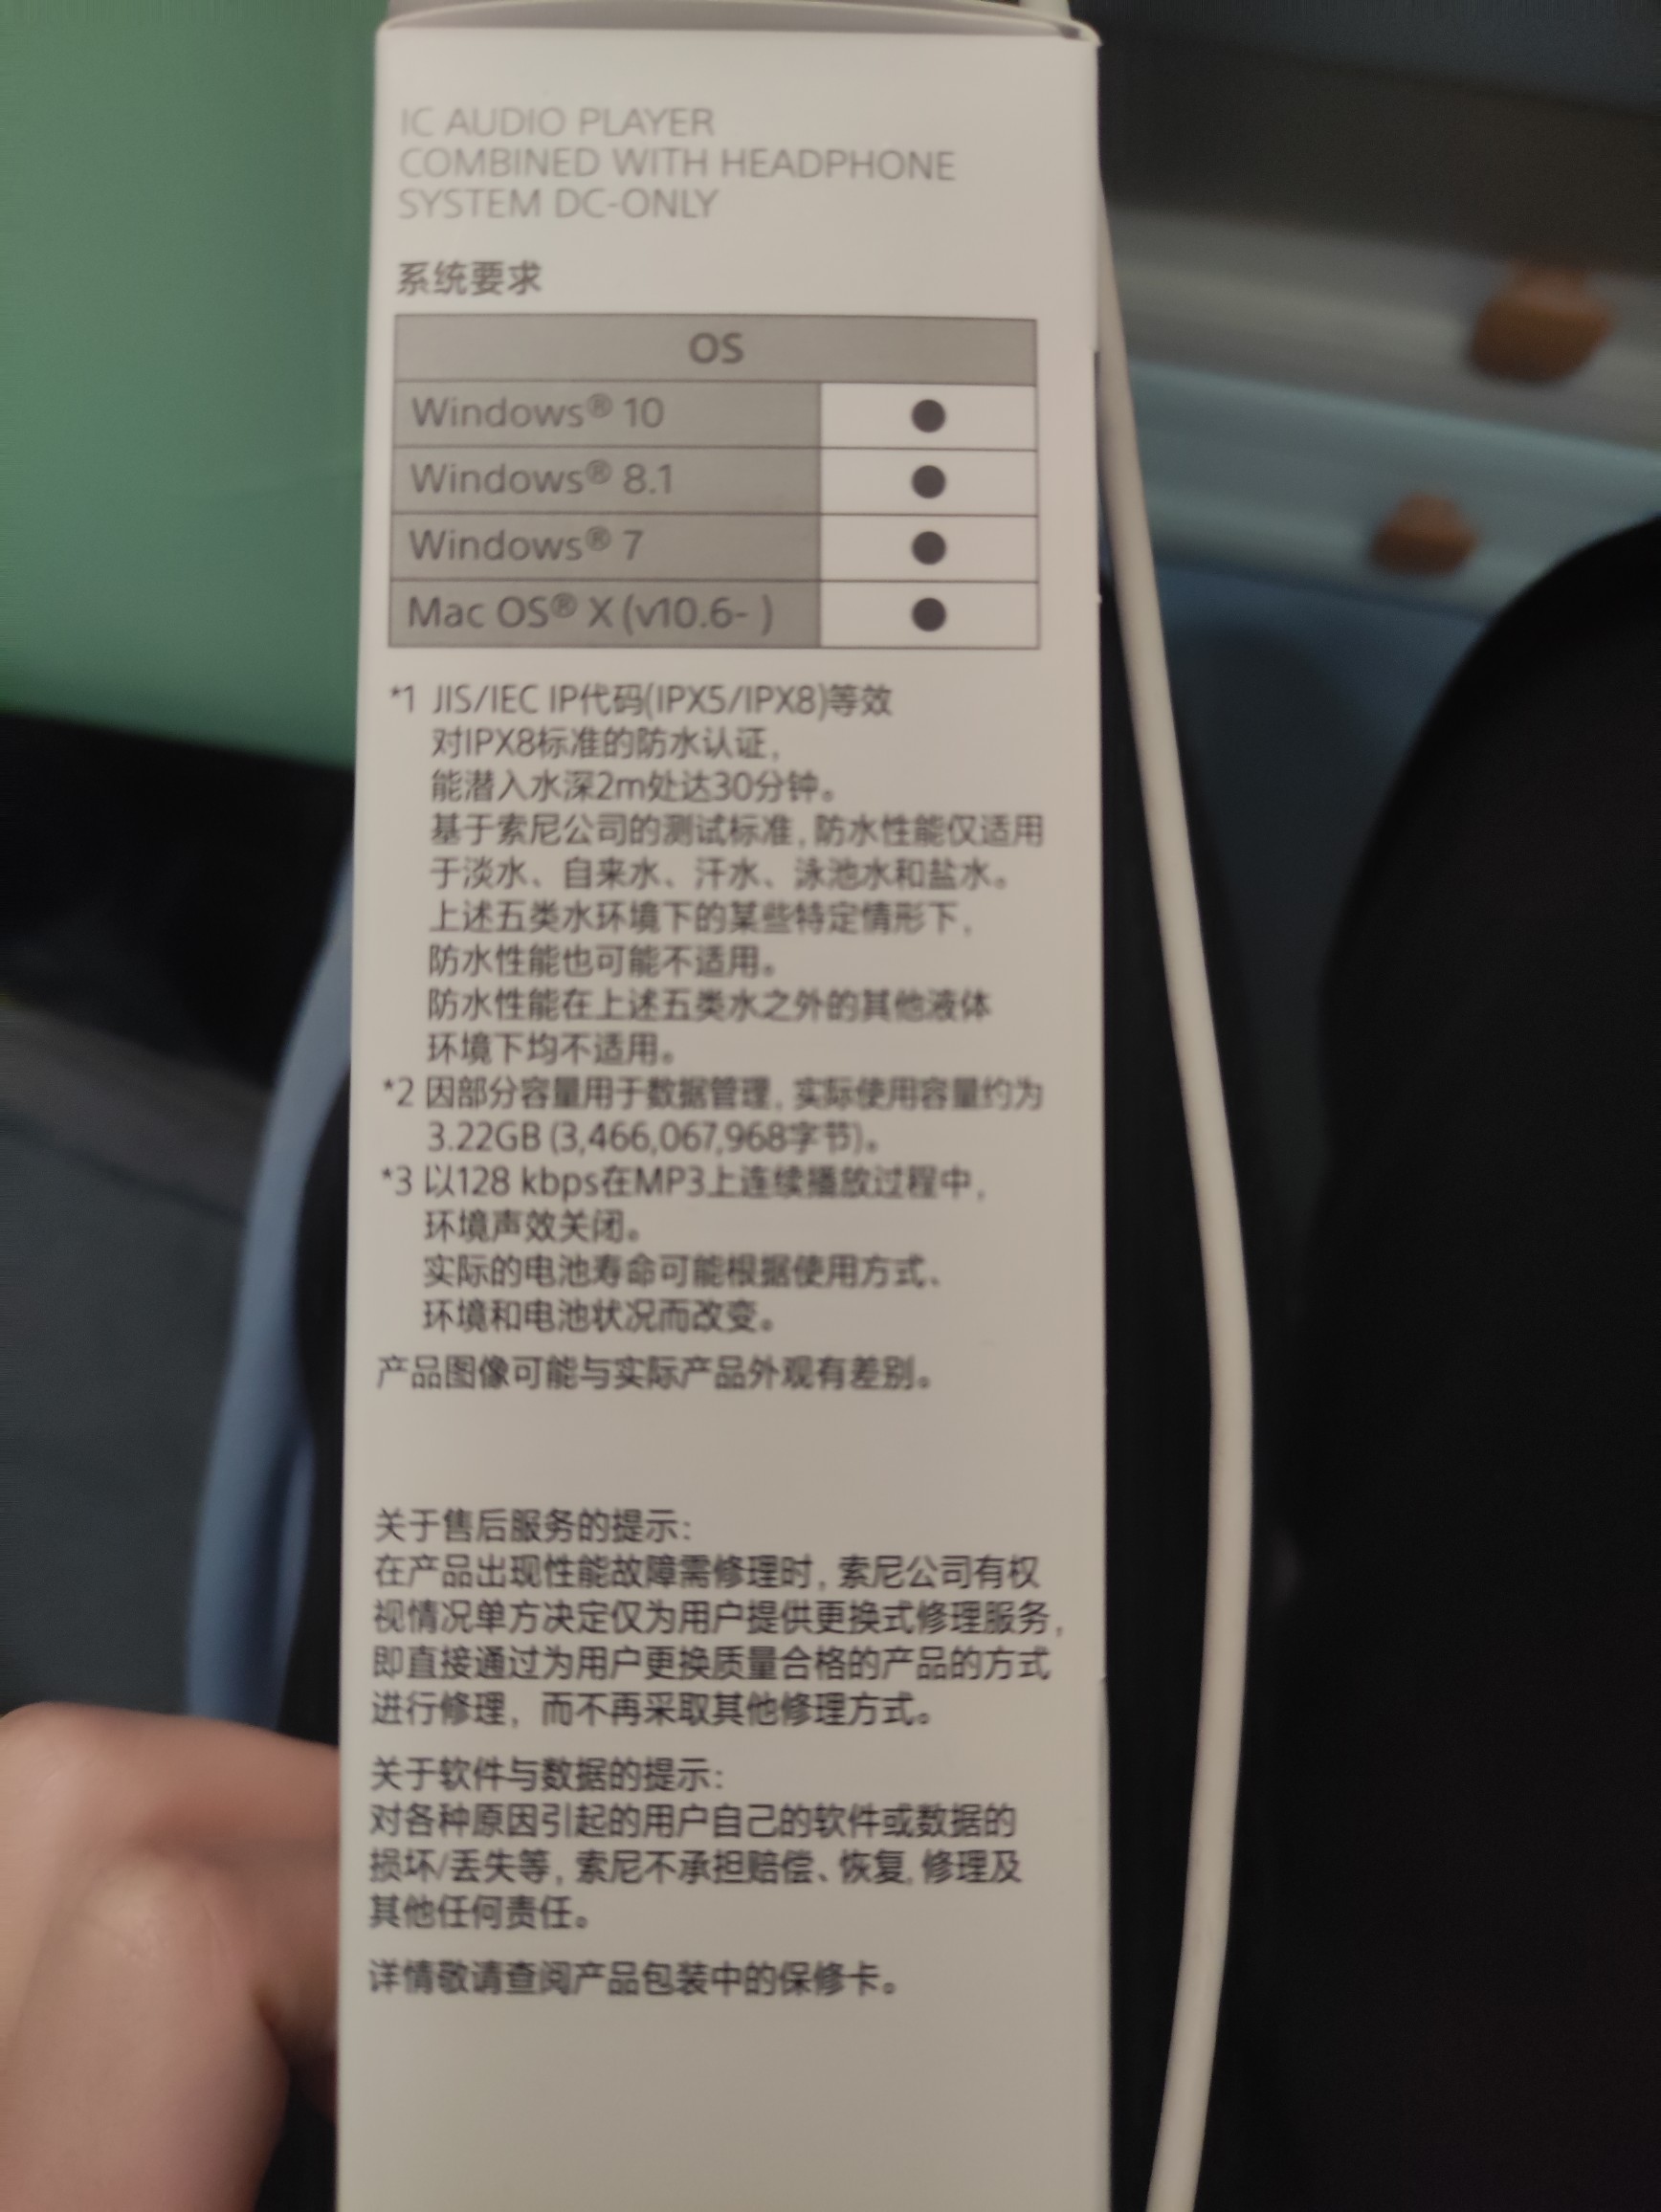 IC AUDIO PLAYER
COMBINED WITH HEADPHONE
SYSTEM DC-ONLY
系统要求
OS
Windows® 10 ●
Windows® 8.1 ●
Windows® 7 ●
Mac OS® X (v10.6- ) ●
*1 JIS/IEC IP代码(IPX5/IPX8)等效
对IPX8标准的防水认证,
能潜入水深2m处达30分钟。
基于索尼公司的测试标准,防水性能仅适用
于淡水、自来水、汗水、泳池水和盐水。
上述五类水环境下的某些特定情形下,
防水性能也可能不适用。
防水性能在上述五类水之外的其他液体
环境下均不适用。
*2 因部分容量用于数据管理, 实际使用容量约为
3.22GB (3,466,067,968字节)。
*3 以128 kbps在MP3上连续播放过程中,
环境声效关闭。
实际的电池寿命可能根据使用方式、
环境和电池状况而改变。
产品图像可能与实际产品外观有差别。
关于售后服务的提示:
在产品出现性能故障需修理时, 索尼公司有权
视情况单方决定仅为用户提供更换式修理服务,
即直接通过为用户更换质量合格的产品的方式
进行修理, 而不再采取其他修理方式。
关于软件与数据的提示:
对各种原因引起的用户自己的软件或数据的
损坏/丢失等, 索尼不承担赔偿、恢复, 修理及
其他任何责任。
详情敬请查阅产品包装中的保修卡。